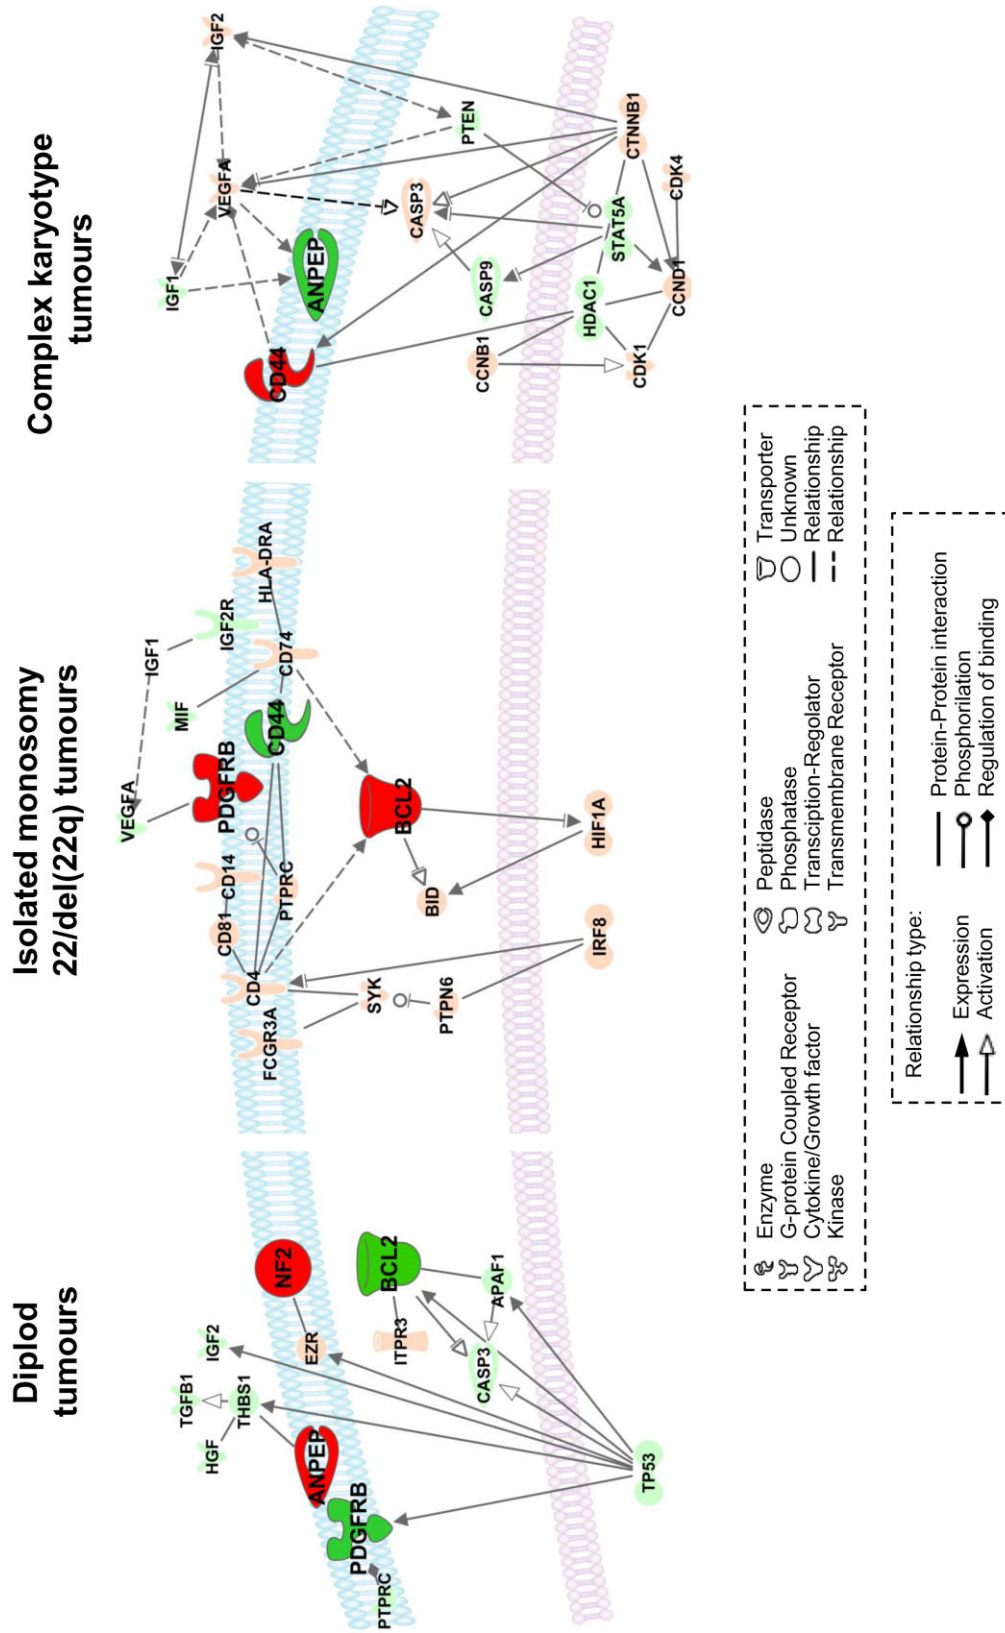 Diplod
tumours
HGF
TGFB1
THBS1
IGF2
PTPRC
PDGFRB
ANPEP
EZR
NF2
ITPR3
BCL2
CASP3
APAF1
TP53
Isolated monosomy
22/del(22q) tumours
VEGFA
MIF
IGF1
FCGR3A
CD4
CD81
CD14
PDGFRB
PTPRC
CD44
CD74
IGF2R
HLA-DRA
SYK
PTPN6
BID
BCL2
IRF8
HIF1A
Complex karyotype
tumours
IGF1
VEGFA
IGF2
CD44
ANPEP
CASP3
PTEN
CCNB1
CASP9
HDAC1
STAT5A
CTNNB1
CDK1
CCND1
CDK4
Enzyme
G-protein Coupled Receptor
Cytokine/Growth factor
Kinase
Peptidase
Phosphatase
Transciption-Regolator
Transmembrane Receptor
Transporter
Unknown
Relationship
Relationship
Relationship type:
Expression
Activation
Protein-Protein interaction
Phosphorilation
Regulation of binding